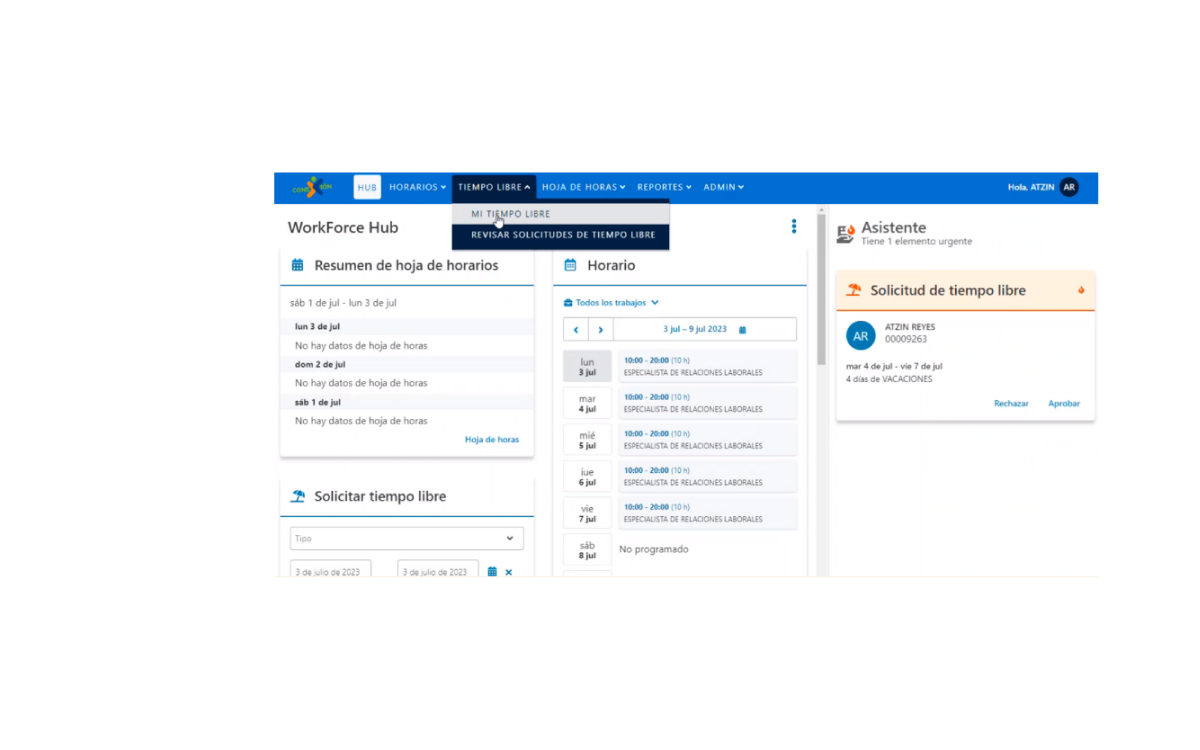 HUB HORARIOS TIEMPO LIBRE HOJA DE HORAS REPORTES ADMIN Hola, ATZIN AR
MI TIEMPO LIBRE
REVISAR SOLICITUDES DE TIEMPO LIBRE
WorkForce Hub
Resumen de hoja de horarios
sáb 1 de jul - lun 3 de jul
lun 3 de jul
No hay datos de hoja de horas
dom 2 de jul
No hay datos de hoja de horas
sáb 1 de jul
No hay datos de hoja de horas
Hoja de horas
Solicitar tiempo libre
Tipo
3 de julio de 2023 3 de julio de 2023
Horario
Todos los trabajos
3 jul – 9 jul 2023
lun
3 jul
10:00 - 20:00 (10 h)
ESPECIALISTA DE RELACIONES LABORALES
mar
4 jul
10:00 - 20:00 (10 h)
ESPECIALISTA DE RELACIONES LABORALES
mié
5 jul
10:00 - 20:00 (10 h)
ESPECIALISTA DE RELACIONES LABORALES
jue
6 jul
10:00 - 20:00 (10 h)
ESPECIALISTA DE RELACIONES LABORALES
vie
7 jul
10:00 - 20:00 (10 h)
ESPECIALISTA DE RELACIONES LABORALES
sáb
8 jul
No programado
Asistente
Tiene 1 elemento urgente
Solicitud de tiempo libre
AR
ATZIN REYES
00009263
mar 4 de jul - vie 7 de jul
4 días de VACACIONES
Rechazar Aprobar